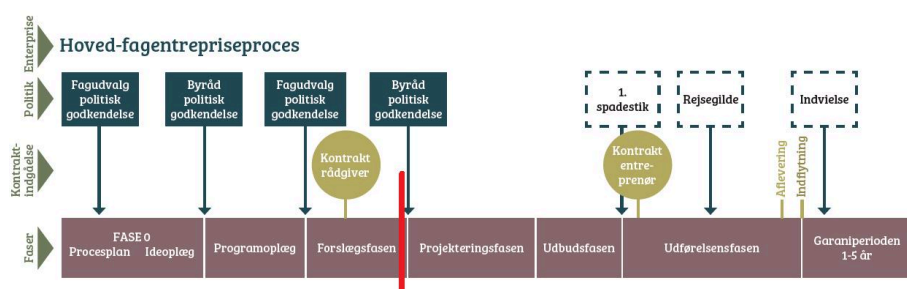 Enterprise
Hoved-fagentrepriseproces
Politik
Fagudvalg
politisk
godkendelse
Byråd
politisk
godkendelse
Fagudvalg
politisk
godkendelse
Byråd
politisk
godkendelse
1.
spadestik
Rejsegilde
Indvielse
Kontrakt-
indgåelse
Kontrakt
rådgiver
Kontrakt
entre-
prenør
Aflevering
Indflytning
Faser
FASE 0
Procesplan Ideoplæg
Programoplæg
Forslægsfasen
Projekteringsfasen
Udbudsfasen
Udførelsensfasen
Garaniperioden
1-5 år